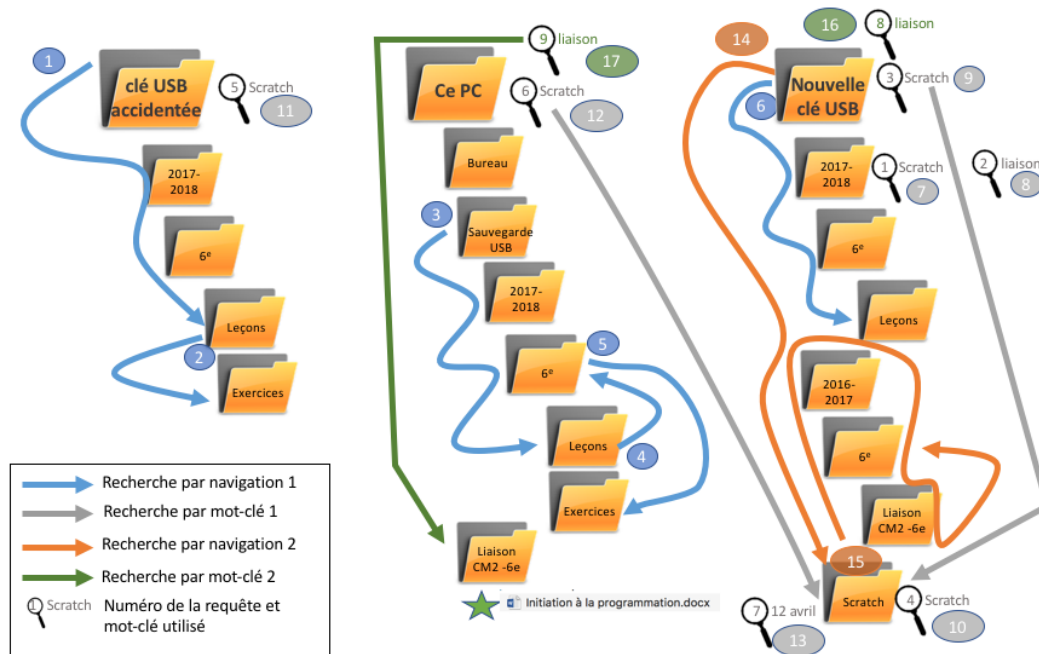 1
clé USB
accidentée
5 Scratch
11
2017-
2018
6e
Leçons
2
Exercices
9 liaison
17
Ce PC
6 Scratch
12
Bureau
3
Sauvegarde
USB
2017-
2018
5
6e
Leçons
4
Exercices
Liaison
CM2 -6e
Initiation à la programmation.docx
14
16
8 liaison
Nouvelle
clé USB
3 Scratch
9
6
2017-
2018
1 Scratch
7
2 liaison
8
6e
Leçons
2016-
2017
6e
Liaison
CM2 -6e
15
Scratch
4 Scratch
10
7 12 avril
13
Recherche par navigation 1
Recherche par mot-clé 1
Recherche par navigation 2
Recherche par mot-clé 2
1 Scratch
Numéro de la requête et
mot-clé utilisé